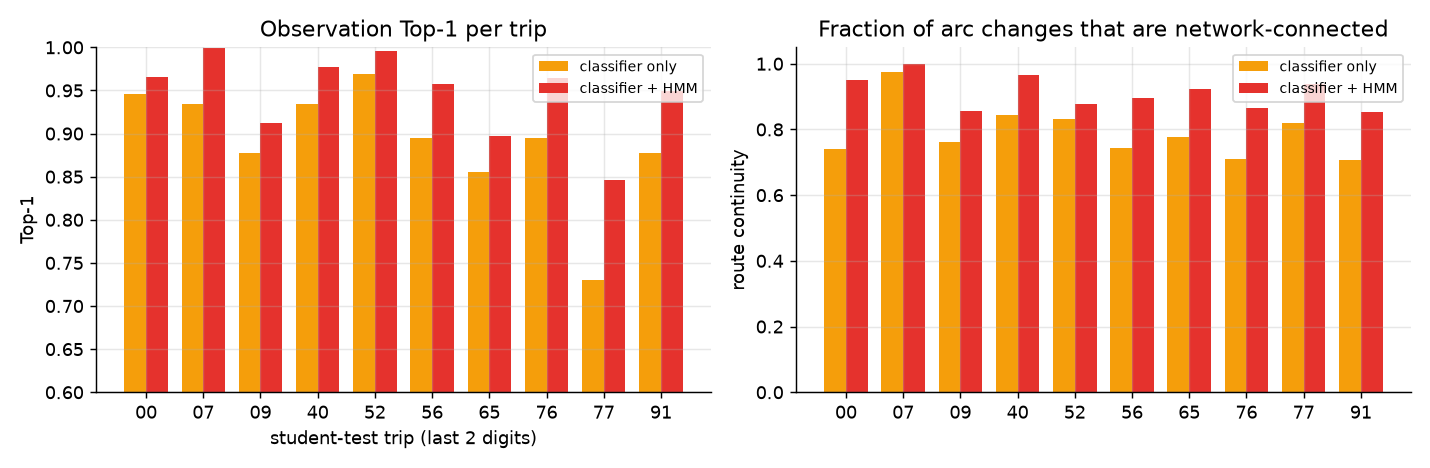 Observation Top-1 per trip
1.00
0.95
0.90
0.85
0.80
0.75
0.70
0.65
0.60
Top-1
classifier only
classifier + HMM
00 07 09 40 52 56 65 76 77 91
student-test trip (last 2 digits)
Fraction of arc changes that are network-connected
1.0
0.8
0.6
0.4
0.2
0.0
route continuity
classifier only
classifier + HMM
00 07 09 40 52 56 65 76 77 91